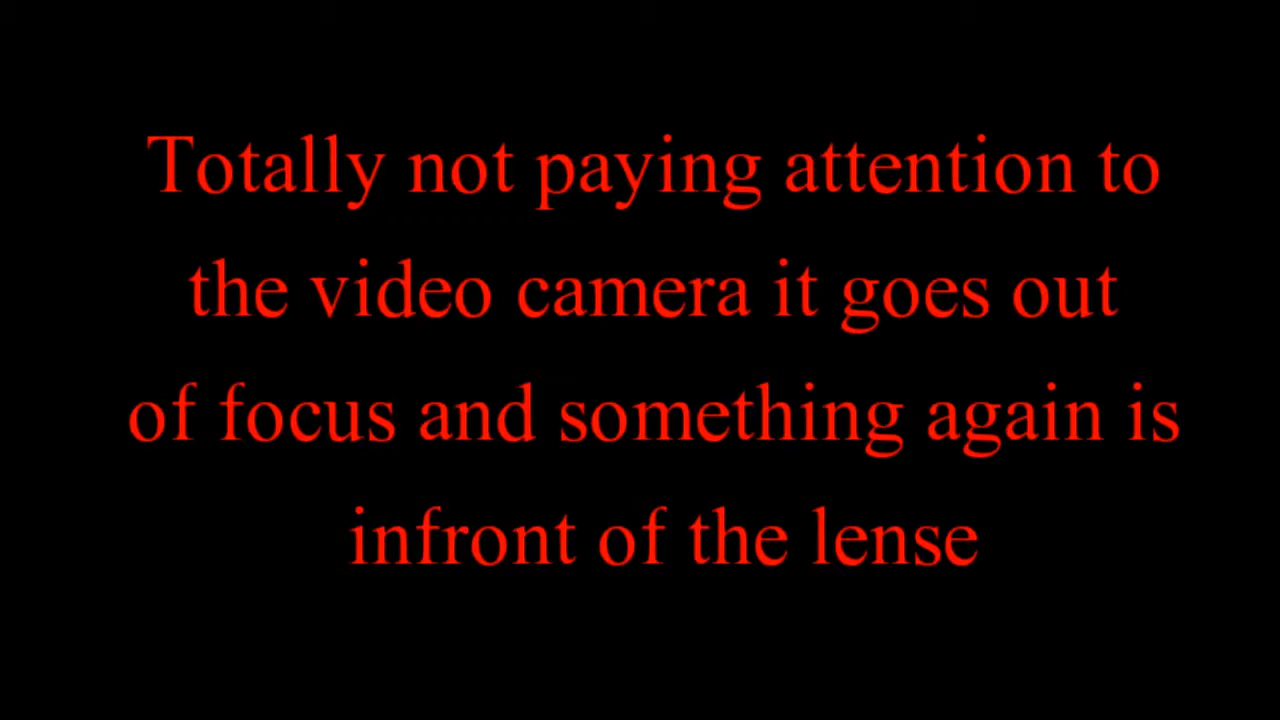 Totally not paying attention to
the video camera it goes out
of focus and something again is
infront of the lense